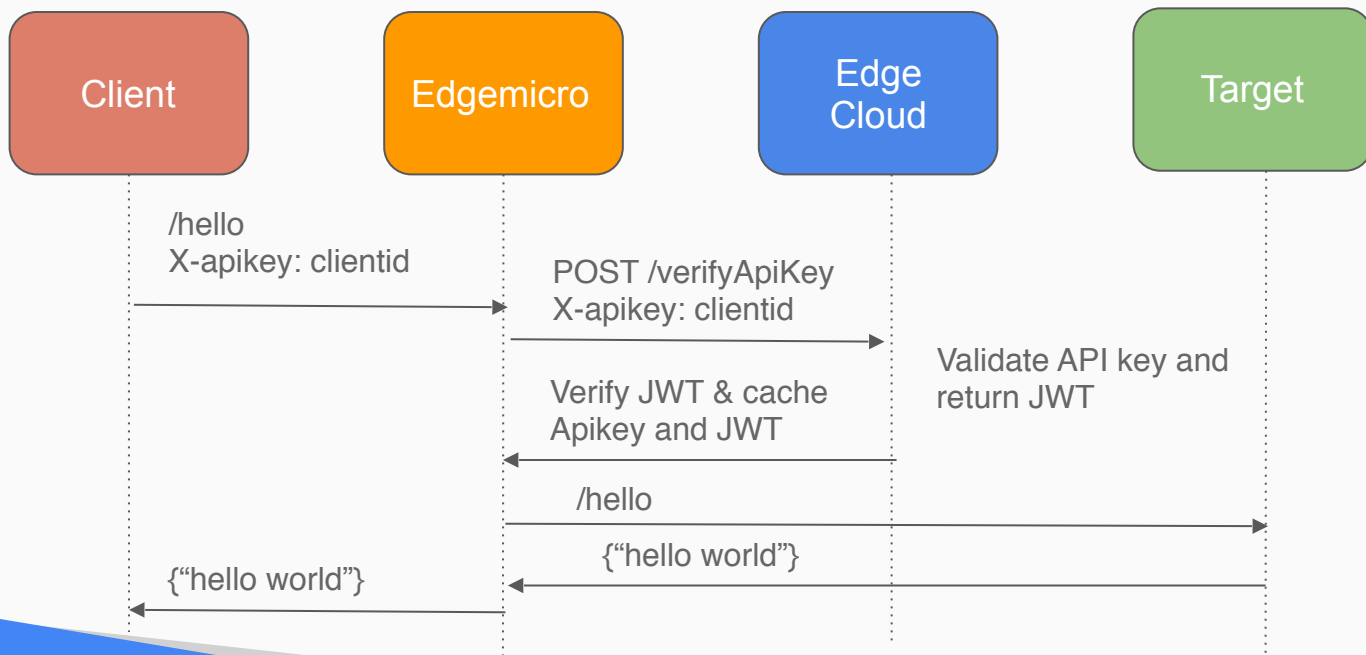 Client
Edgemicro
Edge
Cloud
Target
/hello
X-apikey: clientid
POST /verifyApiKey
X-apikey: clientid
Validate API key and
return JWT
Verify JWT & cache
Apikey and JWT
/hello
{“hello world”}
{“hello world”}